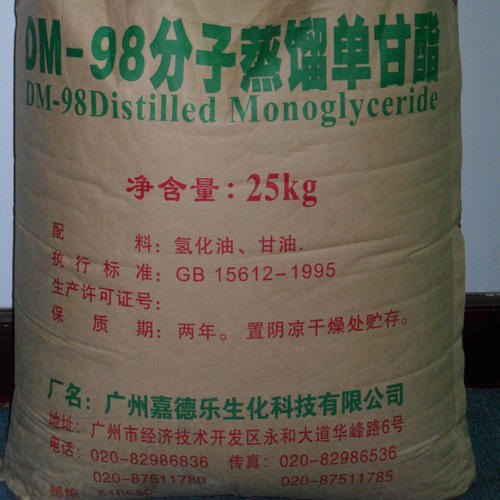 DM-98分子蒸馏单甘酯
DM-98Distilled Monoglyceride
净含量：25kg
配料：氢化油、甘油.
执行标准：GB 15612-1995
生产许可证号：
保质期：两年。置阴凉干燥处贮存。
厂名：广州嘉德乐生化科技有限公司
地址：广州市经济技术开发区永和大道华峰路6号
电话：020-82986836 传真：020-82986536
020-87511780 020-87511785
邮编：